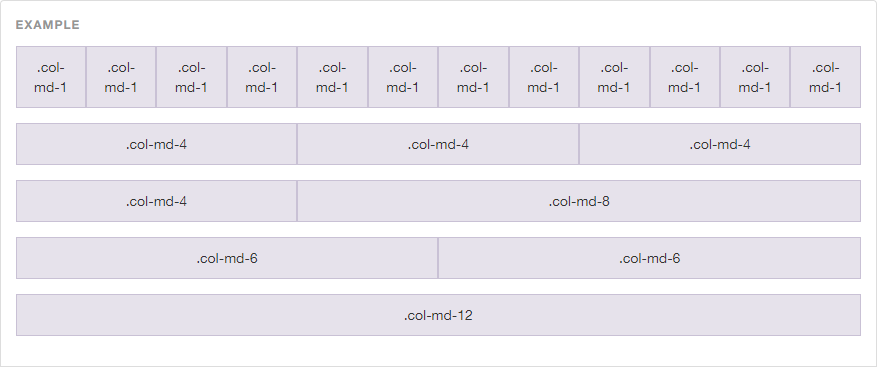 EXAMPLE
.col- .col- .col- .col- .col- .col- .col- .col- .col- .col- .col- .col-
md-1 md-1 md-1 md-1 md-1 md-1 md-1 md-1 md-1 md-1 md-1 md-1
.col-md-4 .col-md-4 .col-md-4
.col-md-4 .col-md-8
.col-md-6 .col-md-6
.col-md-12